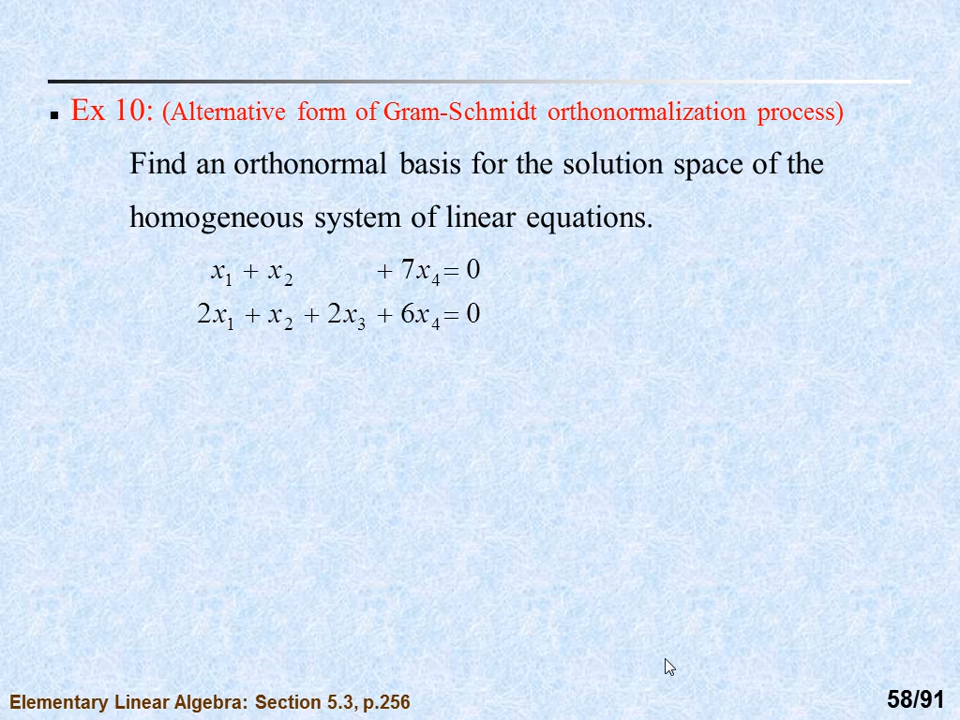 ▪ Ex 10: (Alternative form of Gram-Schmidt orthonormalization process)
Find an orthonormal basis for the solution space of the
homogeneous system of linear equations.
x₁ + x₂ + 7x₄ = 0
2x₁ + x₂ + 2x₃ + 6x₄ = 0
Elementary Linear Algebra: Section 5.3, p.256
58/91